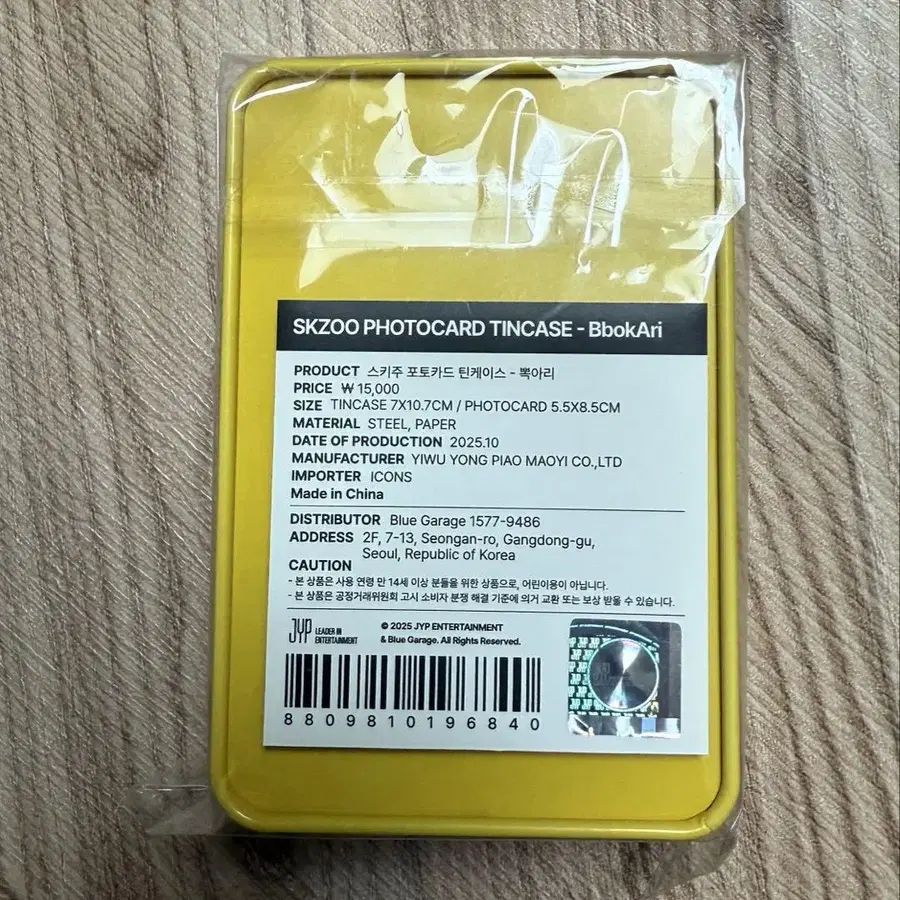 SKZOO PHOTOCARD TINCASE - BbokAri
PRODUCT 스키주 포토카드 틴케이스 - 뽁아리
PRICE ₩ 15,000
SIZE TINCASE 7X10.7CM / PHOTOCARD 5.5X8.5CM
MATERIAL STEEL, PAPER
DATE OF PRODUCTION 2025.10
MANUFACTURER YIWU YONG PIAO MAOYI CO.,LTD
IMPORTER ICONS
Made in China
DISTRIBUTOR Blue Garage 1577-9486
ADDRESS 2F, 7-13, Seongan-ro, Gangdong-gu,
Seoul, Republic of Korea
CAUTION
- 본 상품은 사용 연령 만 14세 이상 분들을 위한 상품으로, 어린이용이 아닙니다.
- 본 상품은 공정거래위원회 고시 소비자 분쟁 해결 기준에 의거 교환 또는 보상 받을 수 있습니다.
JYP LEADER IN
ENTERTAINMENT
© 2025 JYP ENTERTAINMENT
& Blue Garage. All Rights Reserved.
8809810196840